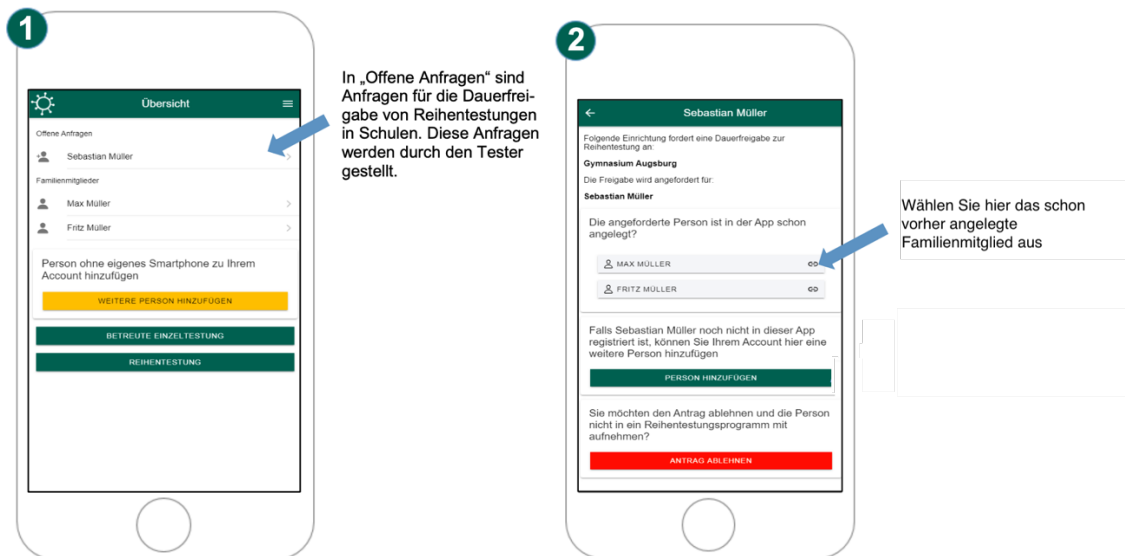 1
Übersicht
Offene Anfragen
Sebastian Müller
Familienmitglieder
Max Müller
Fritz Müller
Person ohne eigenes Smartphone zu Ihrem
Account hinzufügen
WEITERE PERSON HINZUFÜGEN
BETREUTE EINZELTESTUNG
REIHENTESTUNG
In „Offene Anfragen“ sind
Anfragen für die Dauerfrei-
gabe von Reihentestungen
in Schulen. Diese Anfragen
werden durch den Tester
gestellt.
2
Sebastian Müller
Folgende Einrichtung fordert eine Dauerfreigabe zur
Reihentestung an:
Gymnasium Augsburg
Die Freigabe wird angefordert für:
Sebastian Müller
Die angeforderte Person ist in der App schon
angelegt?
MAX MÜLLER
FRITZ MÜLLER
Falls Sebastian Müller noch nicht in dieser App
registriert ist, können Sie Ihrem Account hier eine
weitere Person hinzufügen
PERSON HINZUFÜGEN
Sie möchten den Antrag ablehnen und die Person
nicht in ein Reihentestungsprogramm mit
aufnehmen?
ANTRAG ABLEHNEN
Wählen Sie hier das schon
vorher angelegte
Familienmitglied aus